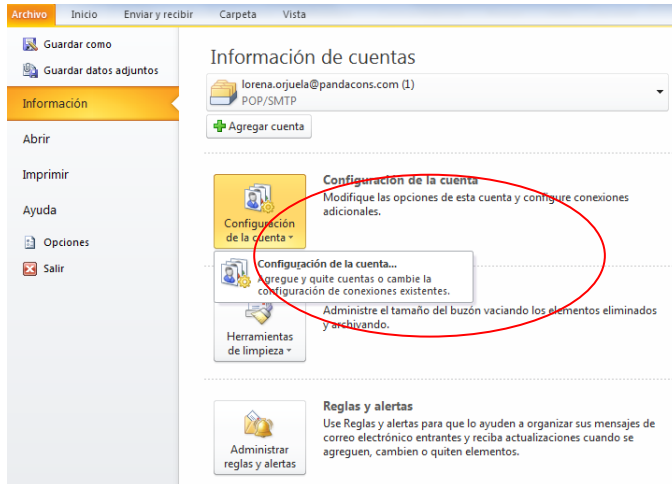 Archivo Inicio Enviar y recibir Carpeta Vista
Guardar como
Guardar datos adjuntos
Información
Abrir
Imprimir
Ayuda
Opciones
Salir
Información de cuentas
lorena.orjuela@pandacons.com (1)
POP/SMTP
Agregar cuenta
Configuración
de la cuenta
Configuración de la cuenta
Modifique las opciones de esta cuenta y configure conexiones
adicionales.
Configuración de la cuenta...
Agregue y quite cuentas o cambie la
configuración de conexiones existentes.
Herramientas
de limpieza
Administre el tamaño del buzón vaciando los elementos eliminados
y archivando.
Administrar
reglas y alertas
Reglas y alertas
Use Reglas y alertas para que lo ayuden a organizar sus mensajes de
correo electrónico entrantes y reciba actualizaciones cuando se
agreguen, cambien o quiten elementos.